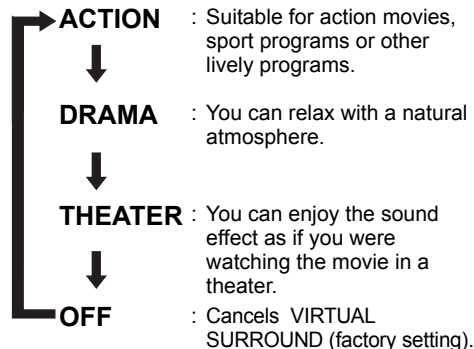 ACTION : Suitable for action movies,
sport programs or other
lively programs.
DRAMA : You can relax with a natural
atmosphere.
THEATER : You can enjoy the sound
effect as if you were
watching the movie in a
theater.
OFF : Cancels VIRTUAL
SURROUND (factory setting).